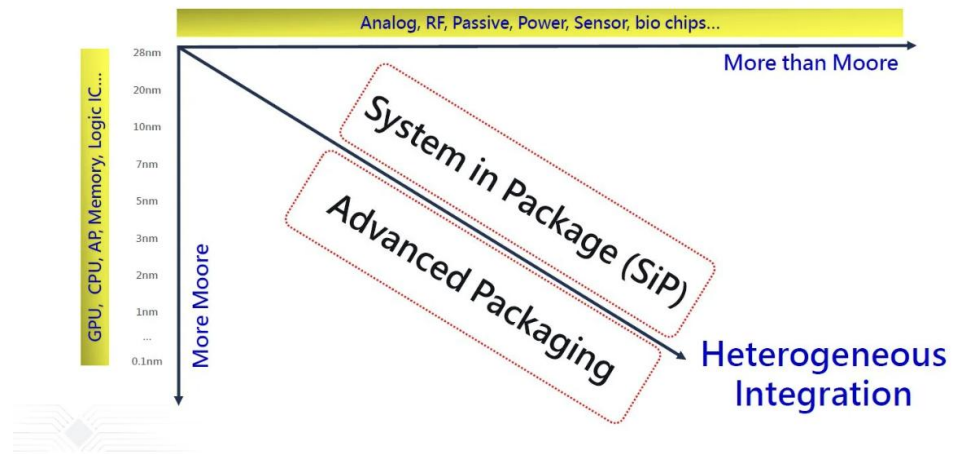 Analog, RF, Passive, Power, Sensor, bio chips...
More than Moore
GPU, CPU, AP, Memory, Logic IC...
28nm
20nm
10nm
7nm
5nm
3nm
2nm
1nm
...
0.1nm
More Moore
System in Package (SiP)
Advanced Packaging
Heterogeneous
Integration